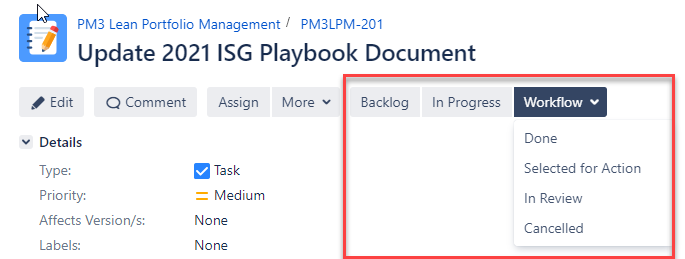 PM3 Lean Portfolio Management / PM3LPM-201
Update 2021 ISG Playbook Document
Edit Comment Assign More Backlog In Progress Workflow
Done
Selected for Action
In Review
Cancelled
Details
Type: Task
Priority: Medium
Affects Version/s: None
Labels: None